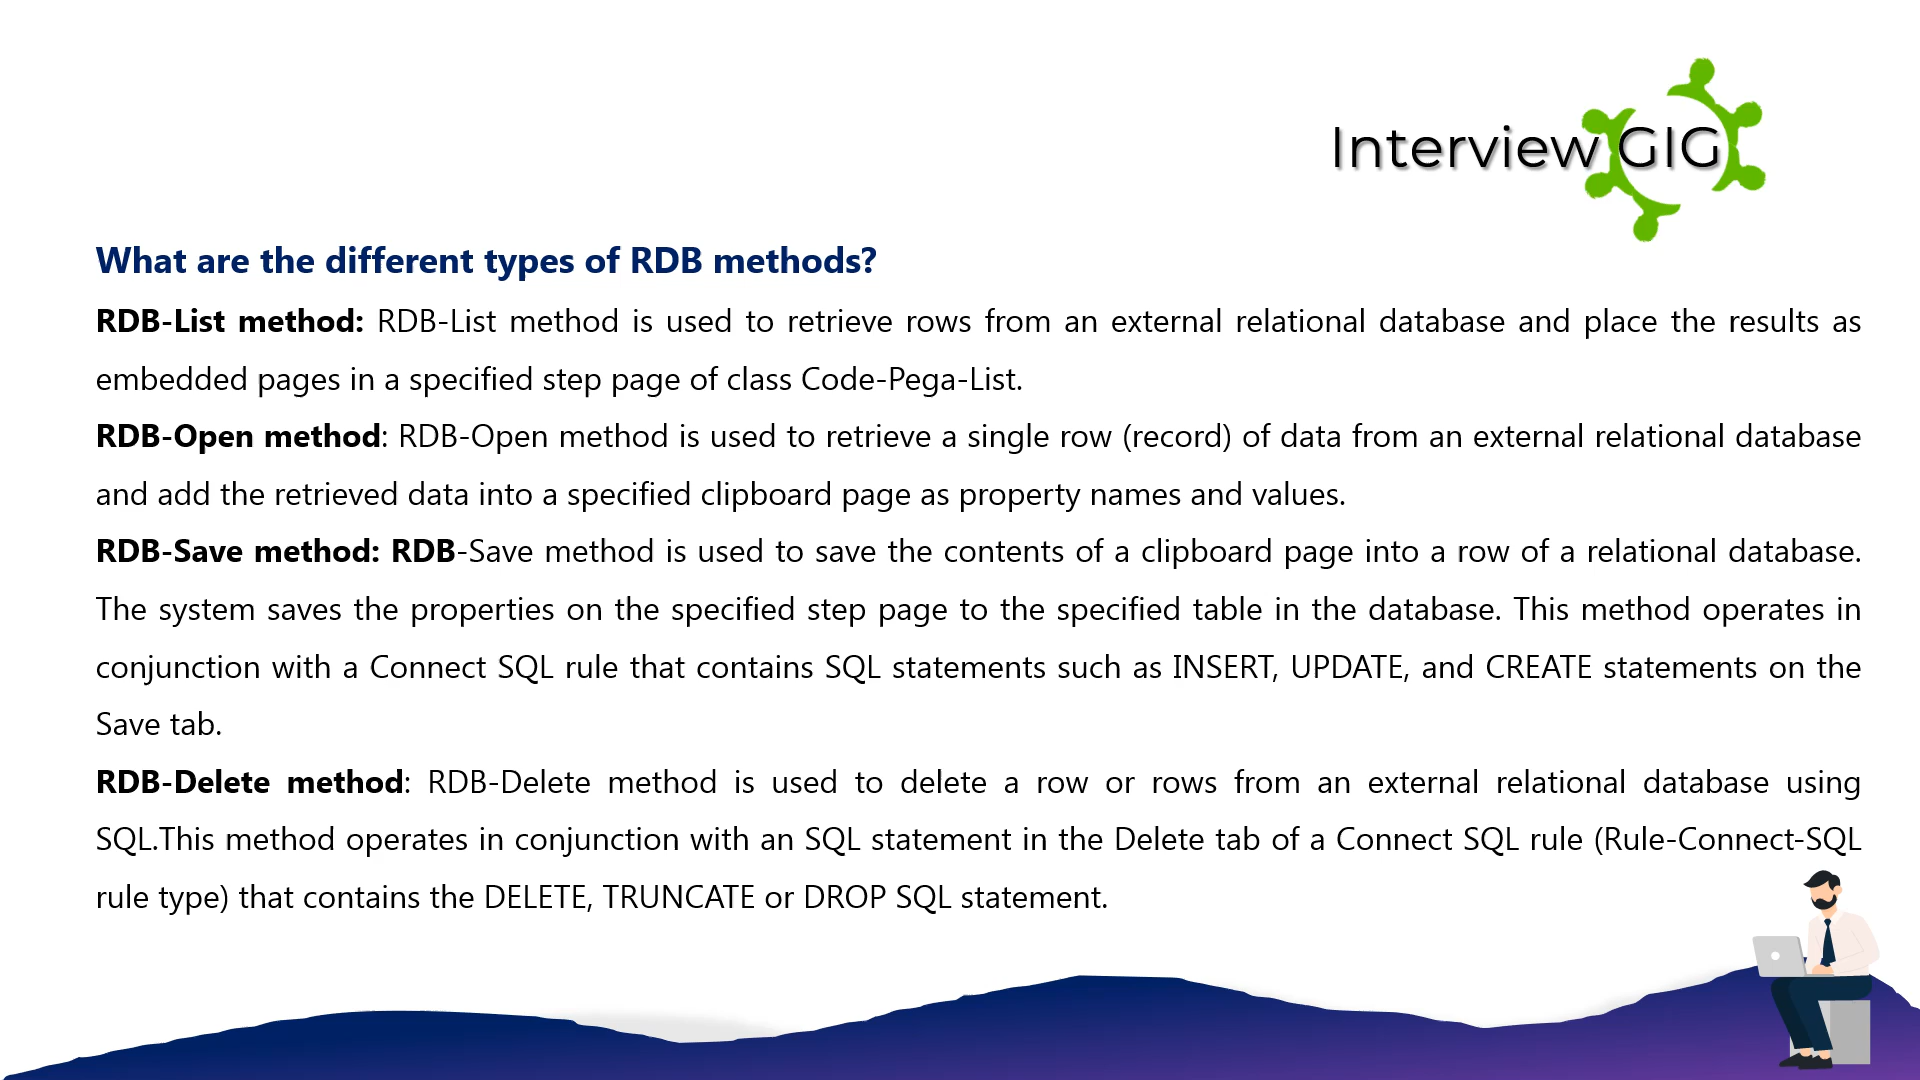 Interview GIG
What are the different types of RDB methods?
RDB-List method: RDB-List method is used to retrieve rows from an external relational database and place the results as
embedded pages in a specified step page of class Code-Pega-List.
RDB-Open method: RDB-Open method is used to retrieve a single row (record) of data from an external relational database
and add the retrieved data into a specified clipboard page as property names and values.
RDB-Save method: RDB-Save method is used to save the contents of a clipboard page into a row of a relational database.
The system saves the properties on the specified step page to the specified table in the database. This method operates in
conjunction with a Connect SQL rule that contains SQL statements such as INSERT, UPDATE, and CREATE statements on the
Save tab.
RDB-Delete method: RDB-Delete method is used to delete a row or rows from an external relational database using
SQL.This method operates in conjunction with an SQL statement in the Delete tab of a Connect SQL rule (Rule-Connect-SQL
rule type) that contains the DELETE, TRUNCATE or DROP SQL statement.